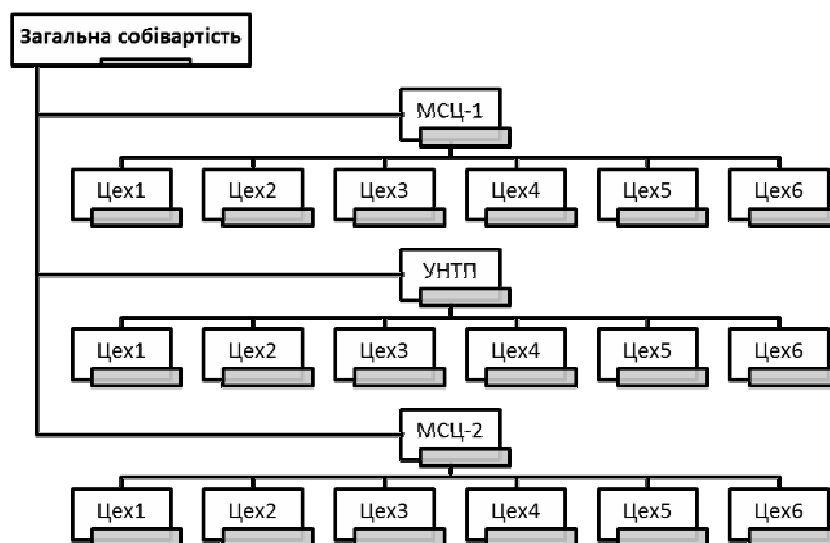 Загальна собівартість
МСЦ-1
Цех1 Цех2 Цех3 Цех4 Цех5 Цех6
УНТП
Цех1 Цех2 Цех3 Цех4 Цех5 Цех6
МСЦ-2
Цех1 Цех2 Цех3 Цех4 Цех5 Цех6